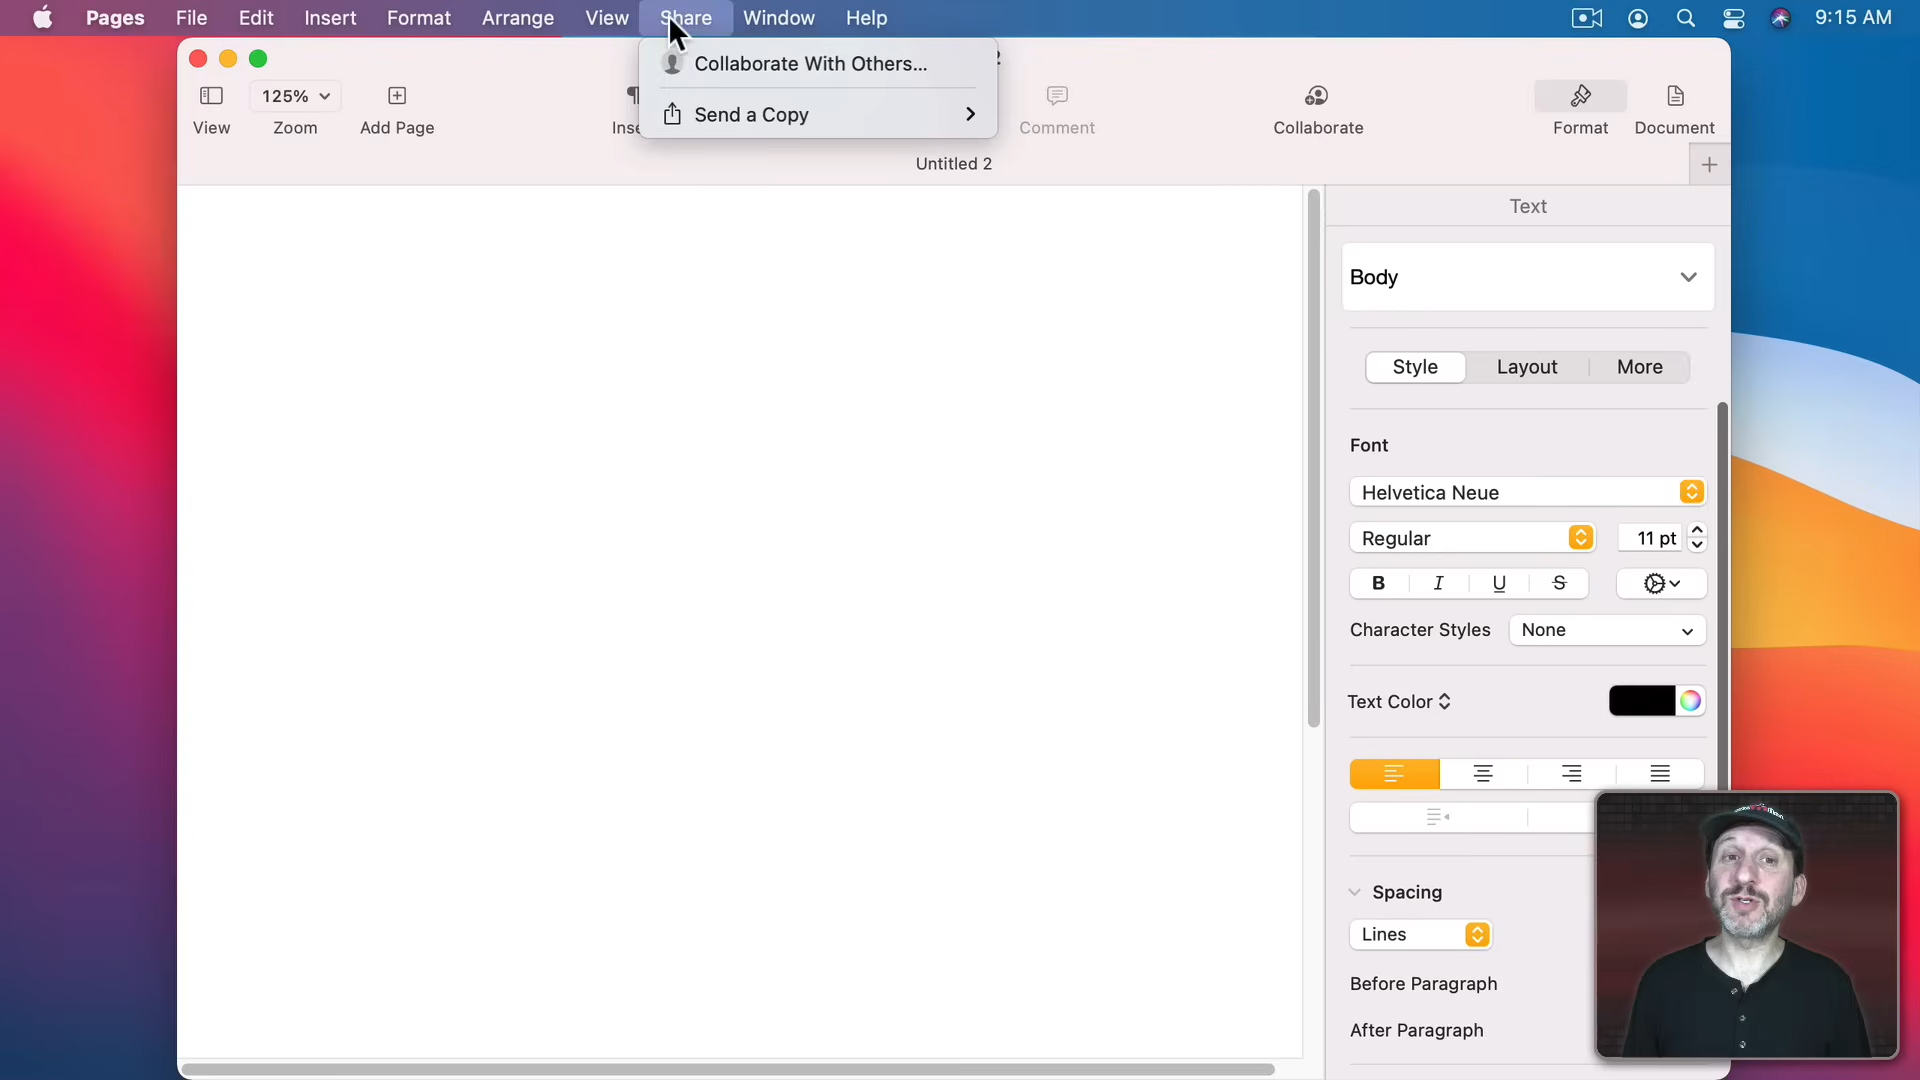 Pages File Edit Insert Format Arrange View Share Window Help 9:15 AM
Collaborate With Others...
Send a Copy
2
125%
View Zoom Add Page Comment Collaborate Format Document
Untitled 2
Text
Body
Style Layout More
Font
Helvetica Neue
Regular 11 pt
B I U S
Character Styles None
Text Color
Spacing
Lines
Before Paragraph
After Paragraph